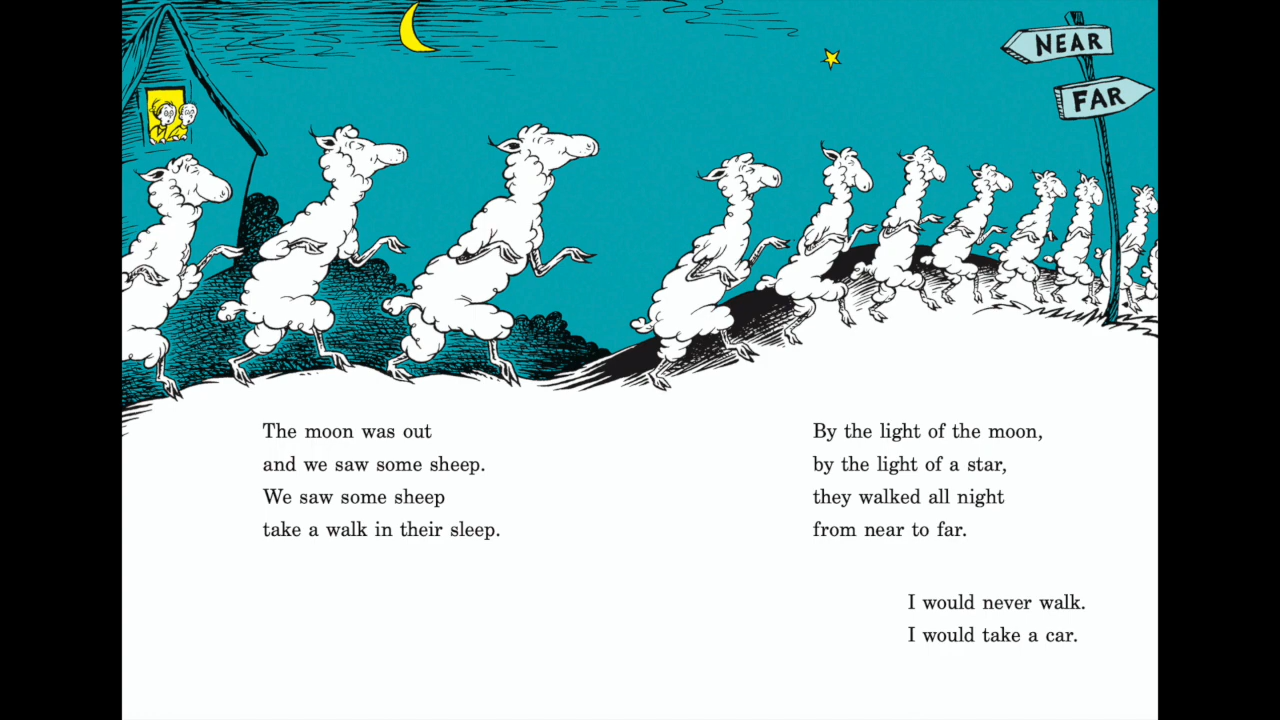 NEAR
FAR
The moon was out
and we saw some sheep.
We saw some sheep
take a walk in their sleep.
By the light of the moon,
by the light of a star,
they walked all night
from near to far.
I would never walk.
I would take a car.